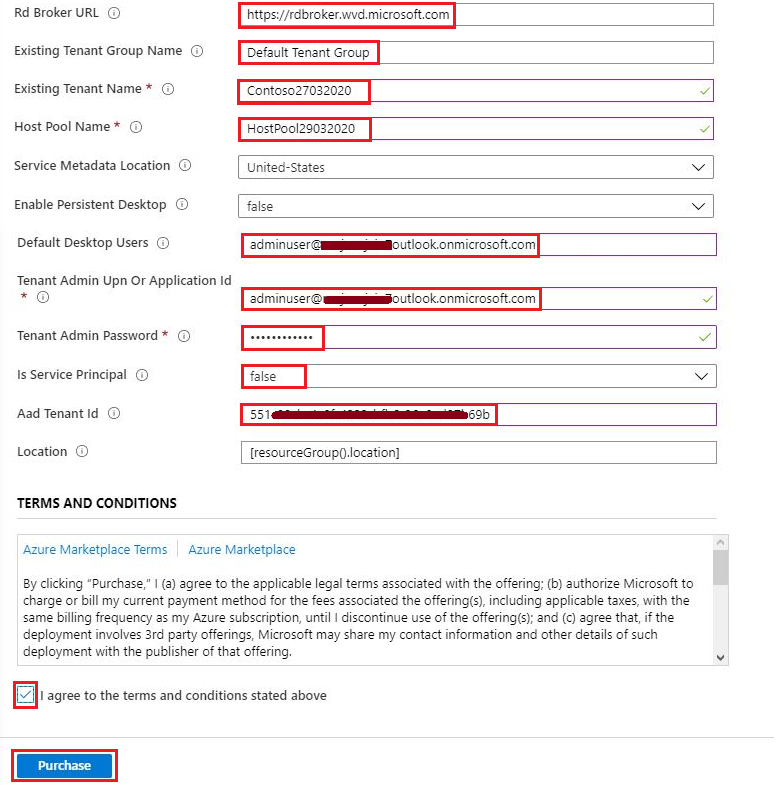 Rd Broker URL https://rdbroker.wvd.microsoft.com
Existing Tenant Group Name Default Tenant Group
Existing Tenant Name * Contoso27032020
Host Pool Name * HostPool29032020
Service Metadata Location United-States
Enable Persistent Desktop false
Default Desktop Users adminuser@ outlook.onmicrosoft.com
Tenant Admin Upn Or Application Id
* adminuser@ outlook.onmicrosoft.com
Tenant Admin Password * ••••••••••••
Is Service Principal false
Aad Tenant Id 551 69b
Location [resourceGroup().location]
TERMS AND CONDITIONS
Azure Marketplace Terms Azure Marketplace
By clicking “Purchase,” I (a) agree to the applicable legal terms associated with the offering; (b) authorize Microsoft to
charge or bill my current payment method for the fees associated the offering(s), including applicable taxes, with the
same billing frequency as my Azure subscription, until I discontinue use of the offering(s); and (c) agree that, if the
deployment involves 3rd party offerings, Microsoft may share my contact information and other details of such
deployment with the publisher of that offering.
I agree to the terms and conditions stated above
Purchase